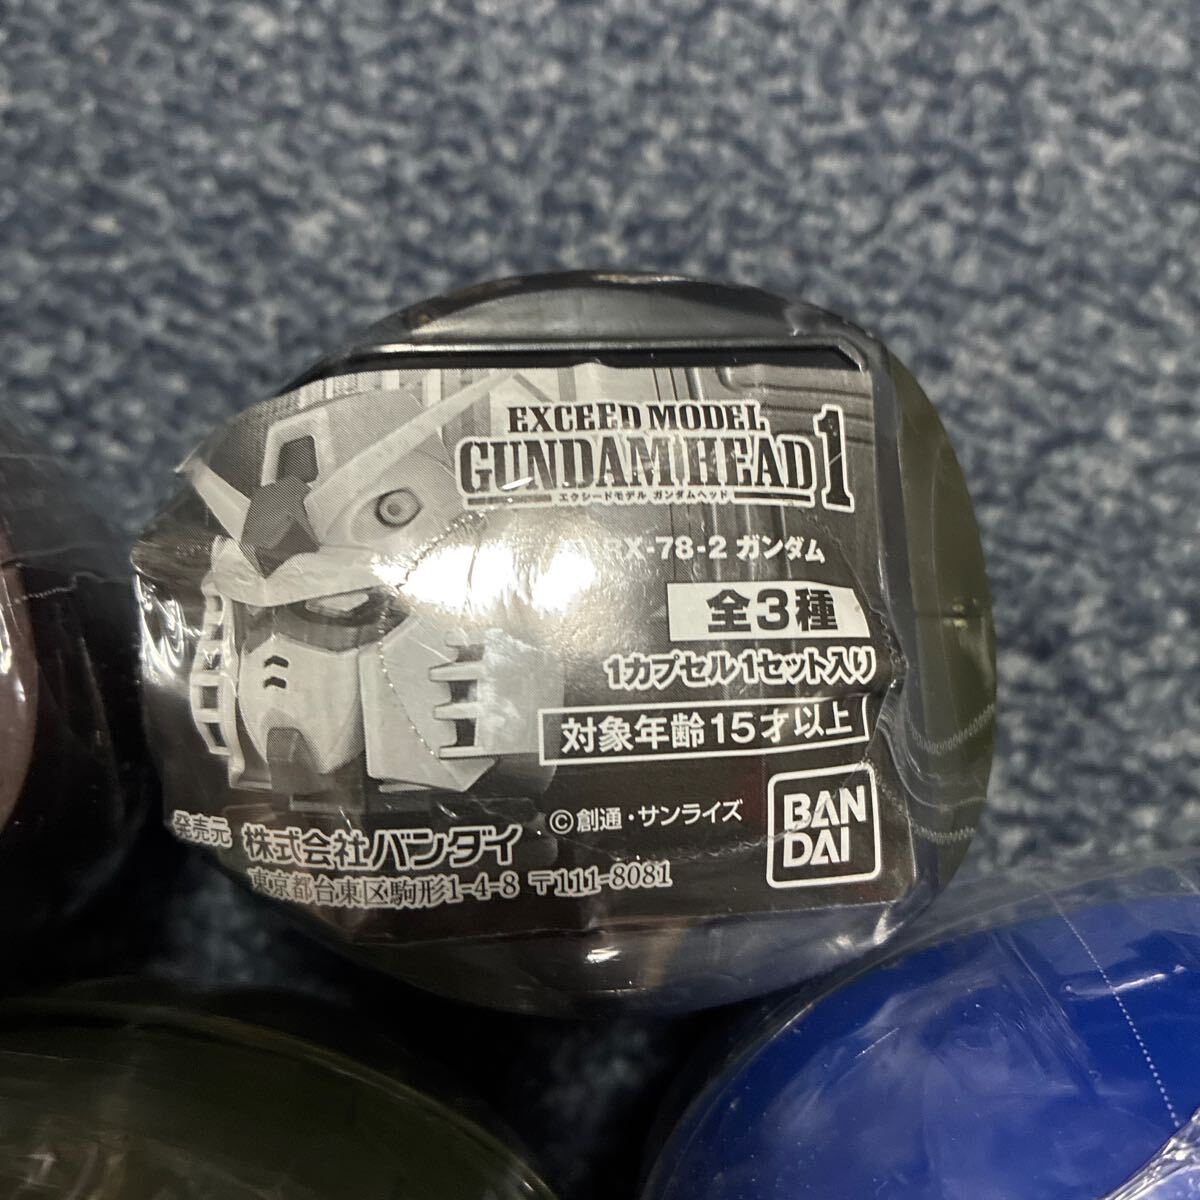 EXCEED MODEL
GUNDAM HEAD 1
エクシードモデル ガンダムヘッド
RX-78-2 ガンダム
全3種
1カプセル1セット入り
対象年齢15才以上
©創通・サンライズ
BAN
DAI
発売元 株式会社バンダイ
東京都台東区駒形1-4-8 〒111-8081